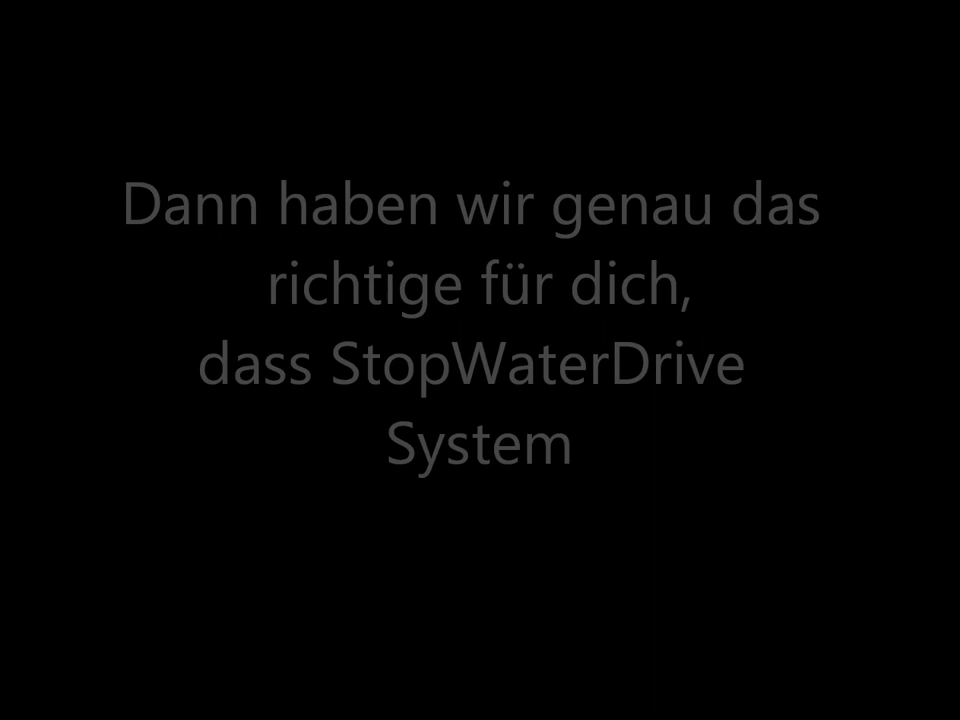 Dann haben wir genau das
richtige für dich,
dass StopWaterDrive
System